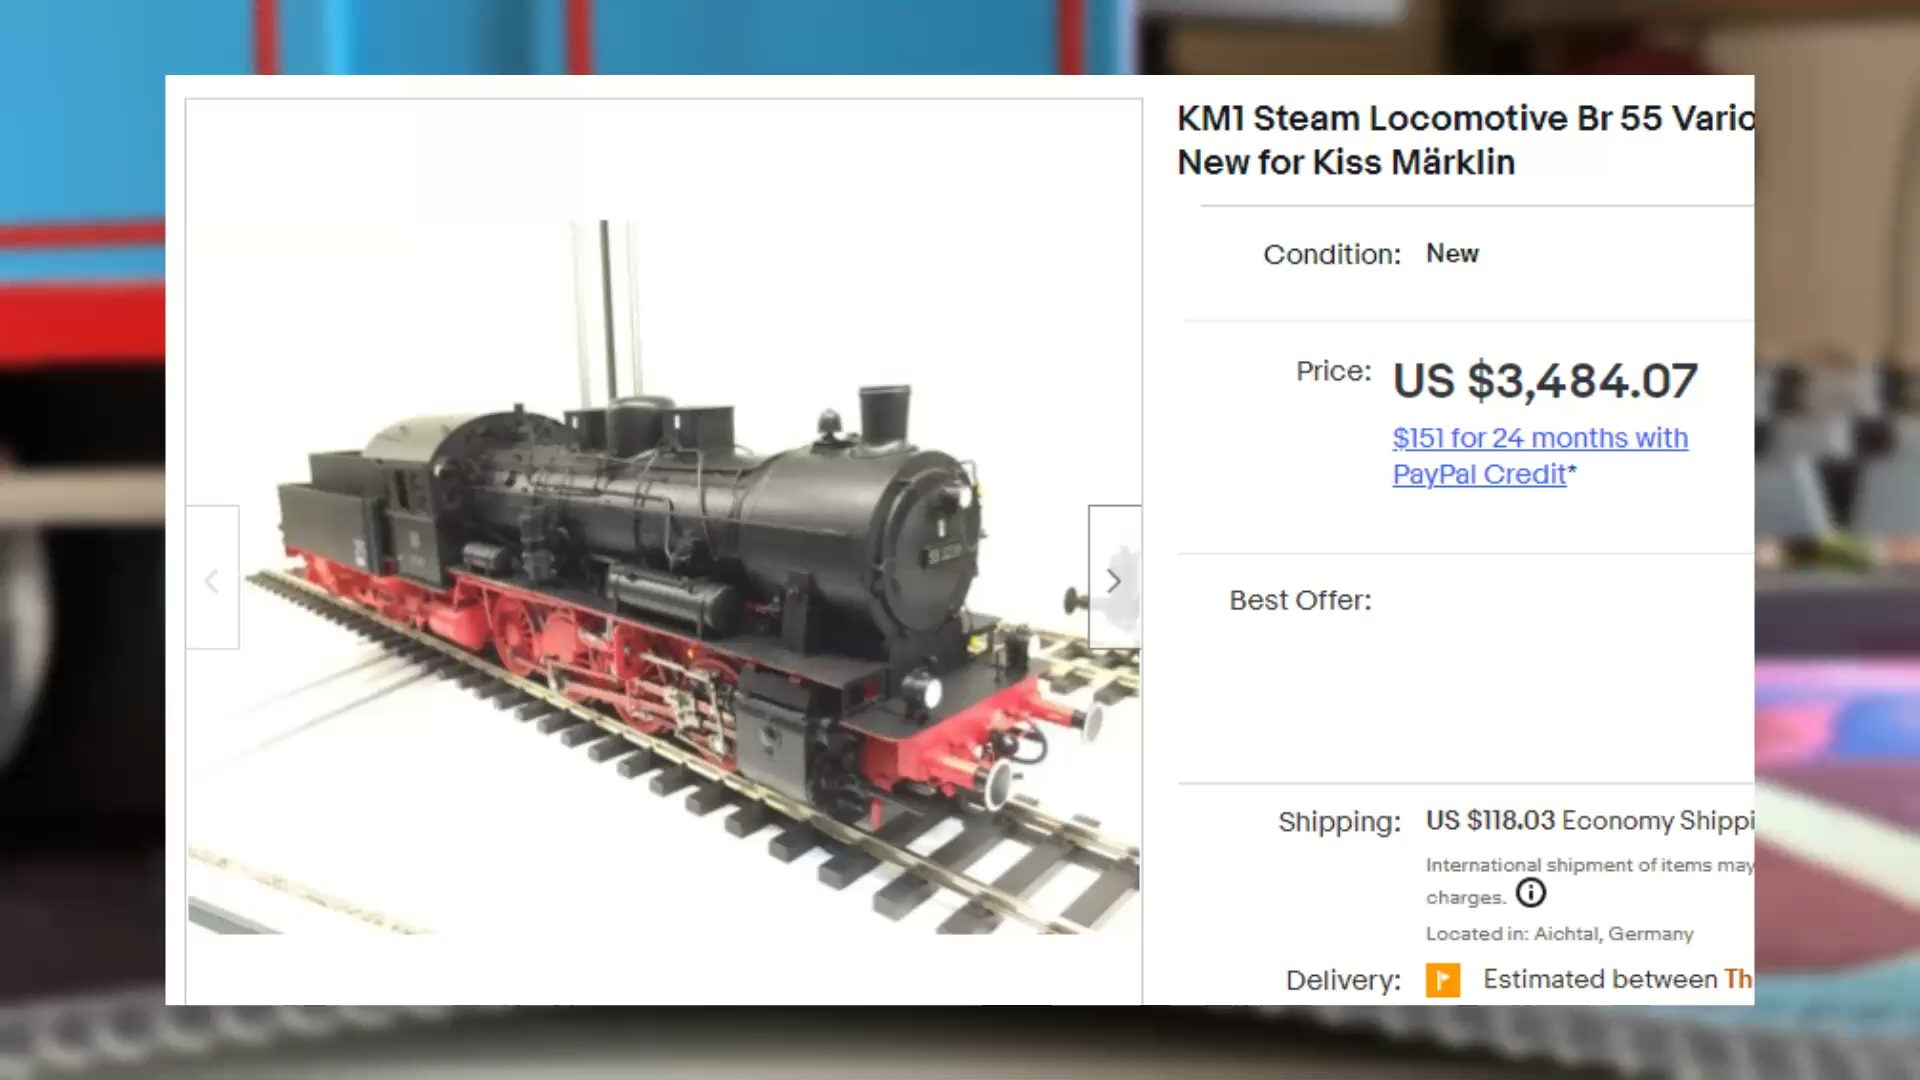 KM1 Steam Locomotive Br 55 Vario
New for Kiss Märklin
Condition: New
Price: US $3,484.07
$151 for 24 months with
PayPal Credit*
Best Offer:
Shipping: US $118.03 Economy Shippi
International shipment of items may
charges.
Located in: Aichtal, Germany
Delivery: Estimated between Th